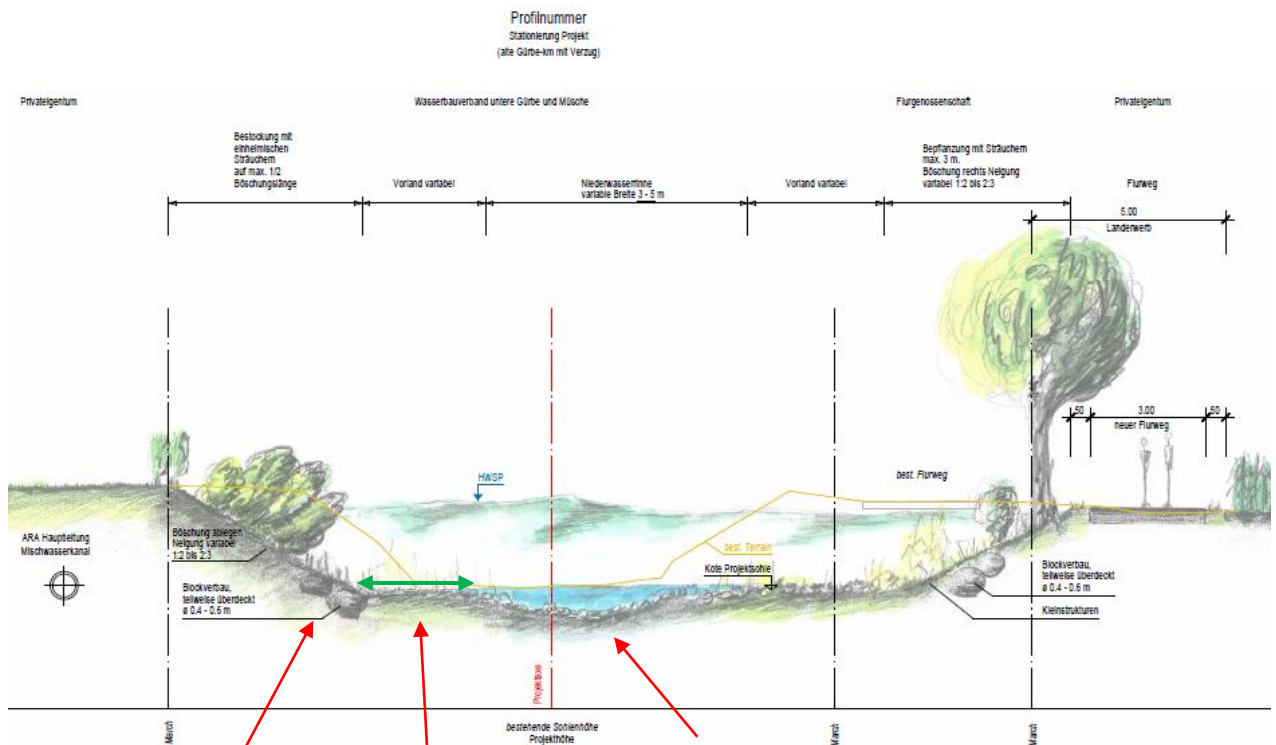 Profilnummer
Stationierung Projekt
(alte Gürbe-km mit Verzug)
Privateigentum
Wasserbauverband untere Gürbe und Müsche
Flurgenossenschaft
Privateigentum
Bestockung mit
einheimischen
Sträuchern
auf max. 1/2
Böschungslänge
Vorland variabel
Niederwasserrinne
variable Breite 3 - 5 m
Vorland variabel
Bepflanzung mit Sträuchern
max. 3 m.
Böschung rechts Neigung
variabel 1:2 bis 2:3
Flurweg
5.00
Landerwerb
50
3.00
50
neuer Flurweg
HWSP
best. Flurweg
ARA Hauptleitung
Mischwasserkanal
Böschung ablegen
Neigung variabel
1:2 bis 2:3
best. Terrain
Kote Projektsohle
Blockverbau,
teilweise überdeckt
ø 0.4 - 0.6 m
Blockverbau,
teilweise überdeckt
ø 0.4 - 0.6 m
Kleinstrukturen
Projektaxe
March
bestehende Sohlenhöhe
Projekthöhe
March
March